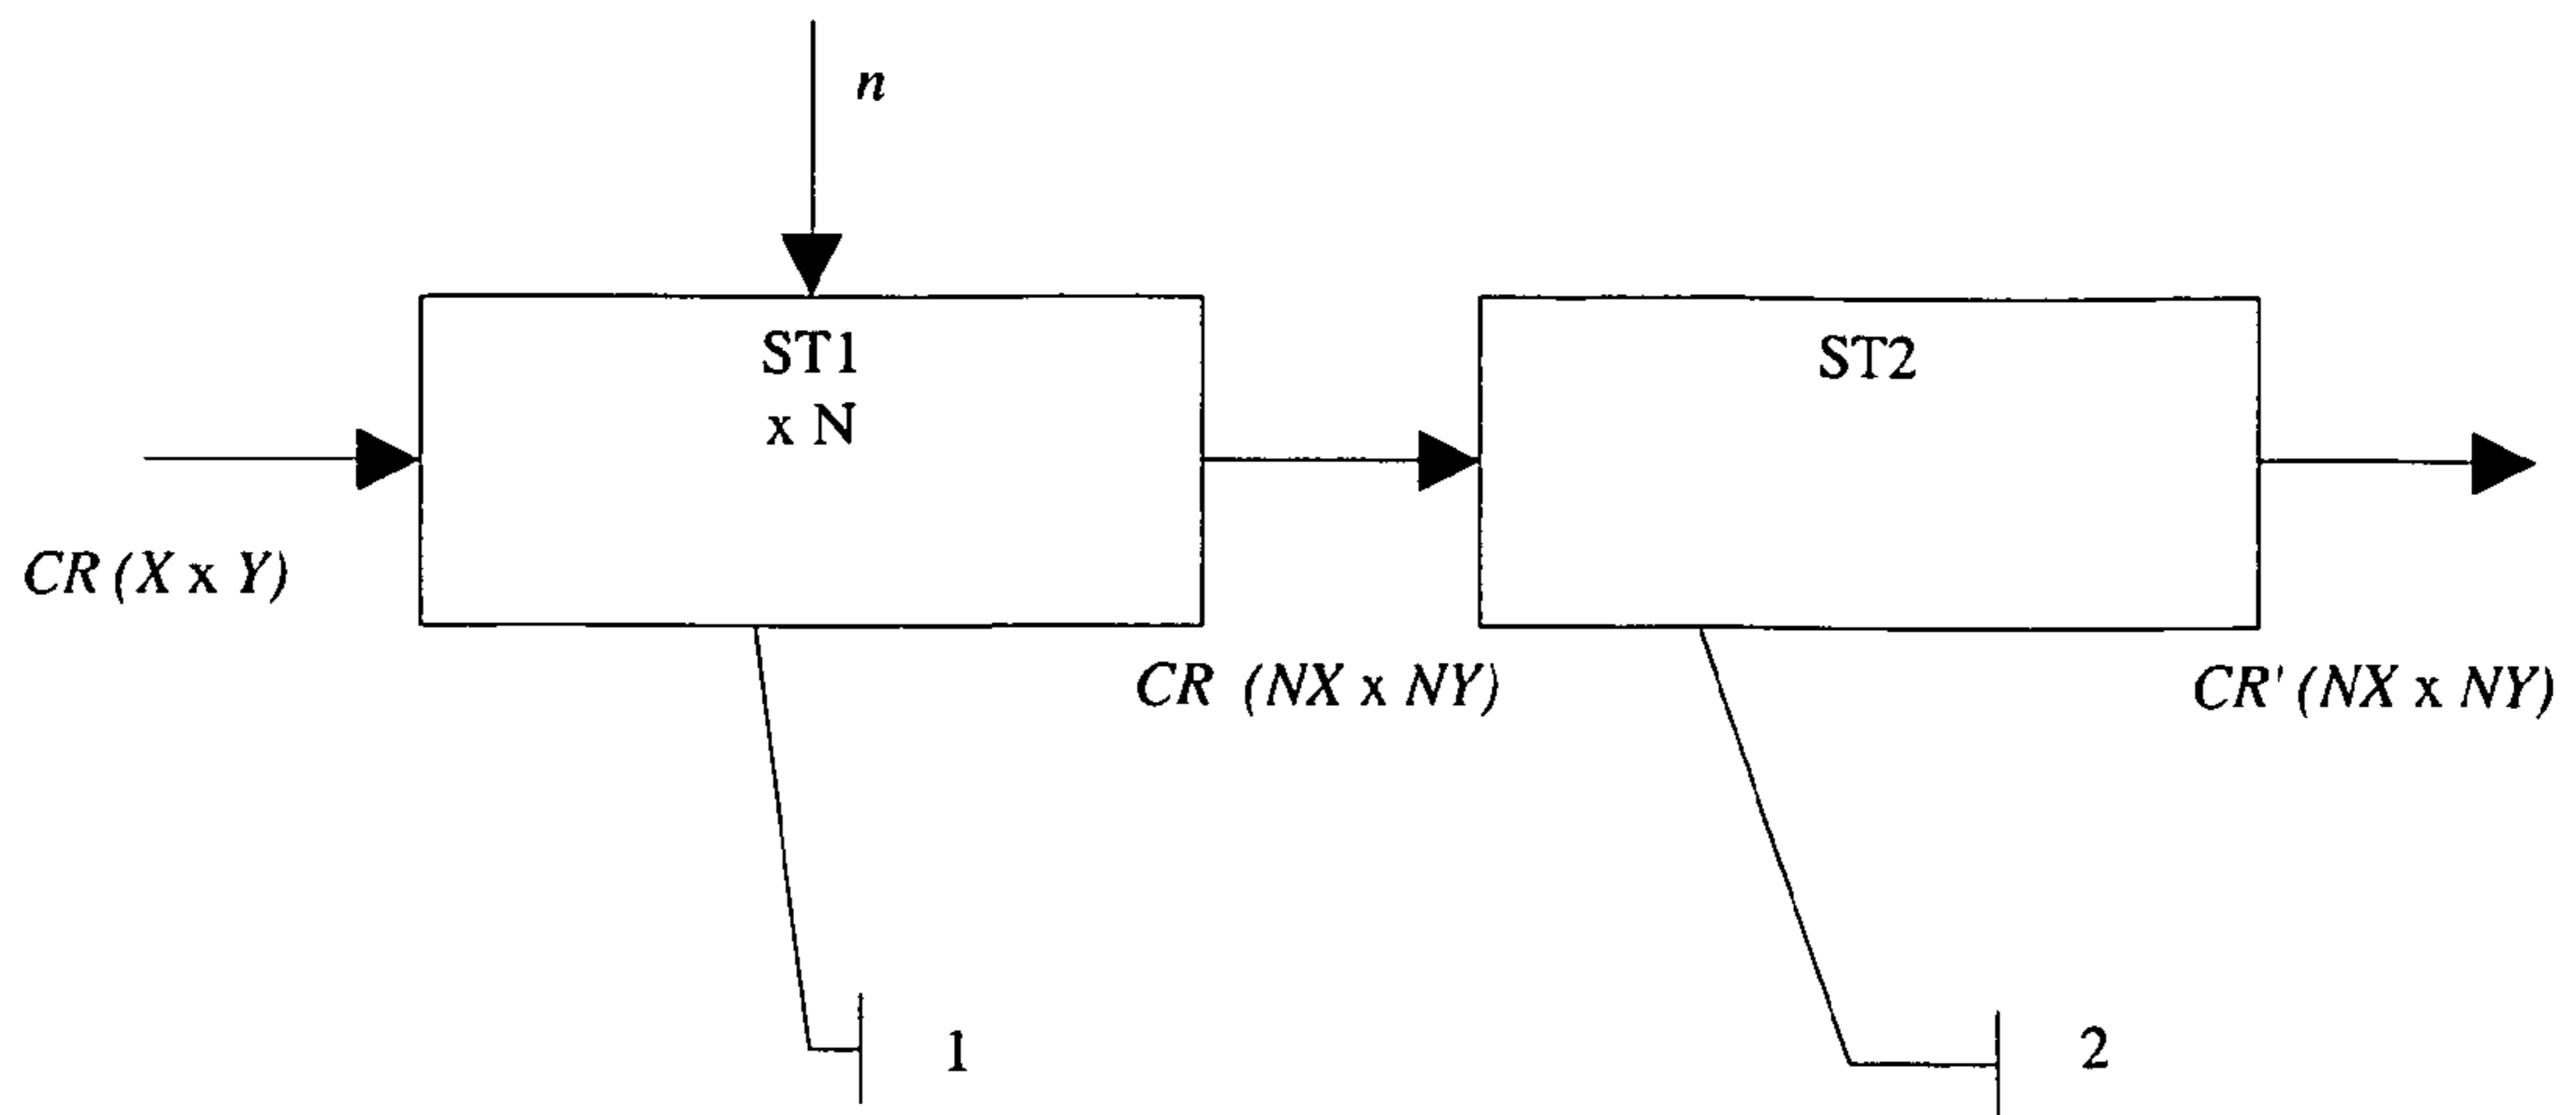 n
ST1
x N
ST2
CR (X x Y)
CR (NX x NY)
CR' (NX x NY)
1
2